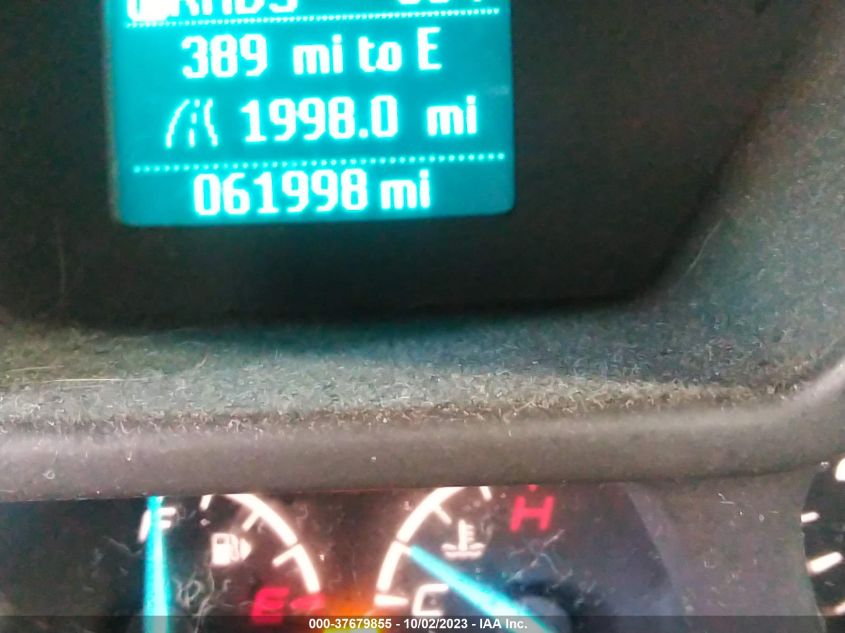 389 mi to E
1998.0 mi
061998 mi
F
H
E
C
000-37679855 - 10/02/2023 - IAA Inc.